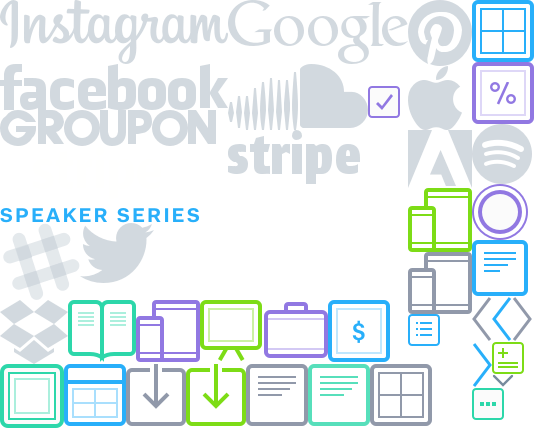 Instagram
Google
facebook
GROUPON
stripe
%
SPEAKER SERIES
$